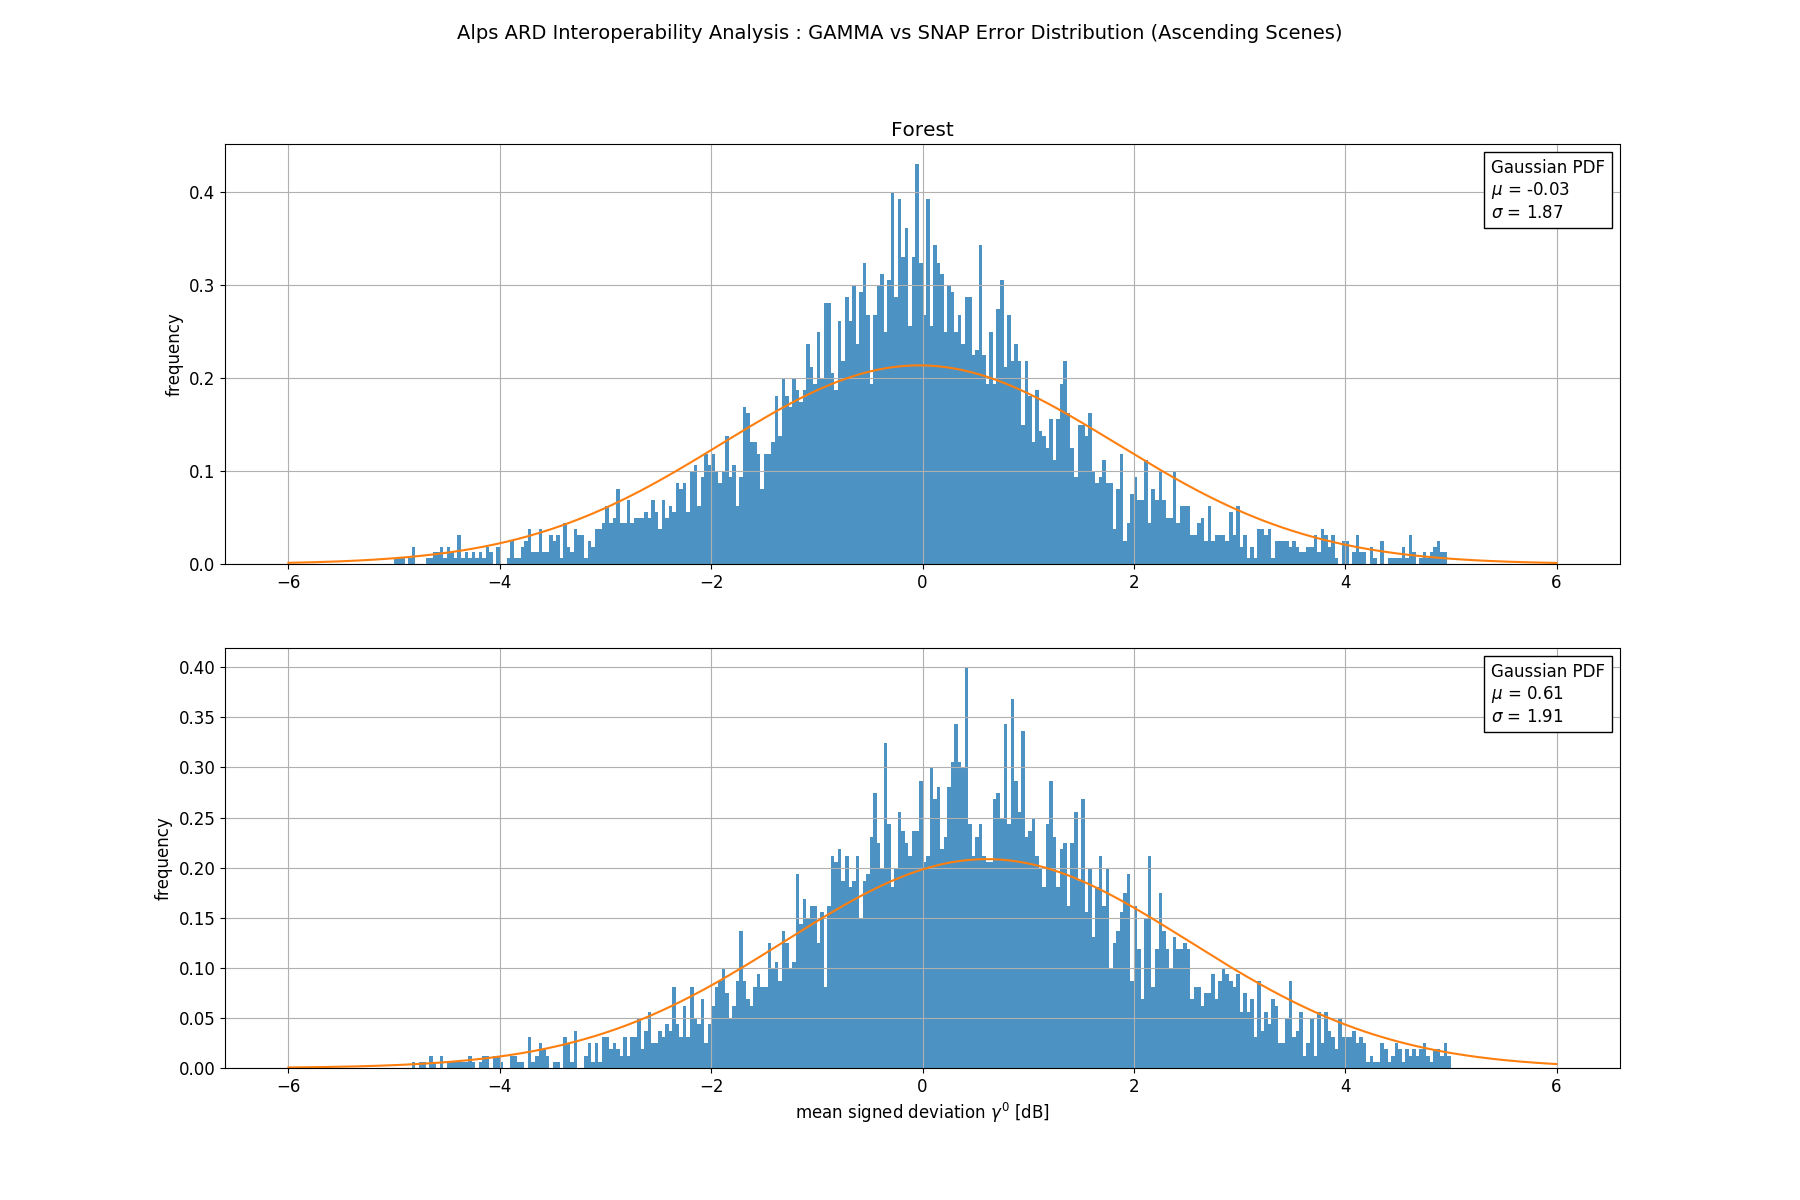 Alps ARD Interoperability Analysis : GAMMA vs SNAP Error Distribution (Ascending Scenes)
Forest
Gaussian PDF
μ = -0.03
σ = 1.87
0.4
0.3
0.2
0.1
0.0
frequency
−6 −4 −2 0 2 4 6
Gaussian PDF
μ = 0.61
σ = 1.91
0.40
0.35
0.30
0.25
0.20
0.15
0.10
0.05
0.00
frequency
−6 −4 −2 0 2 4 6
mean signed deviation γ⁰ [dB]